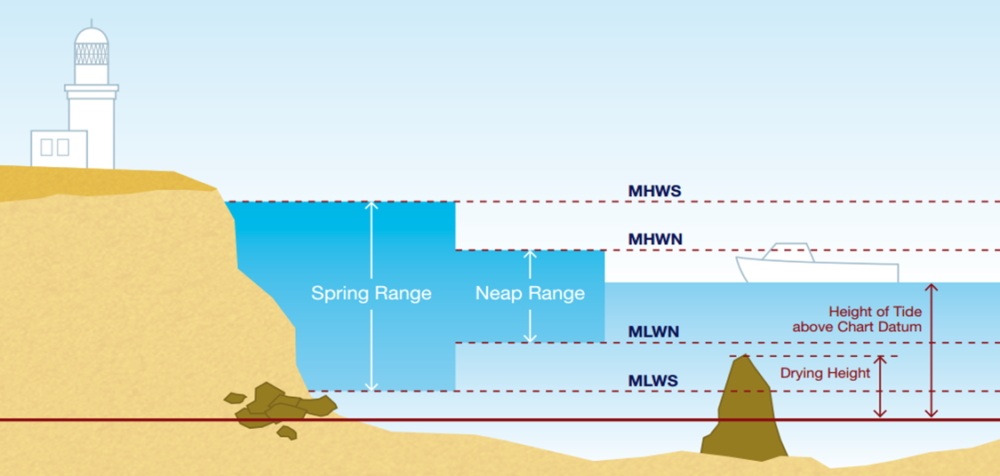 MHWS
MHWN
Spring Range
Neap Range
Height of Tide
above Chart Datum
MLWN
Drying Height
MLWS